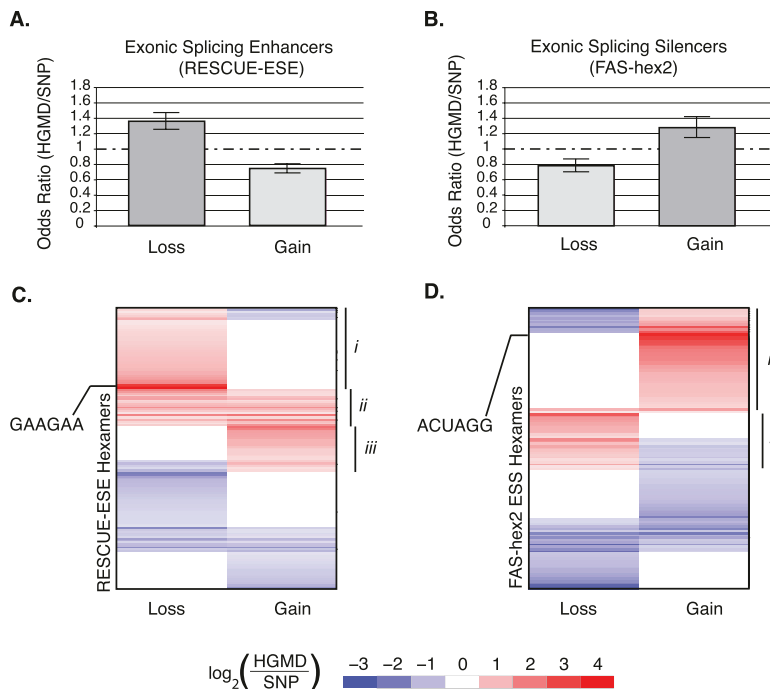 A.
Exonic Splicing Enhancers
(RESCUE-ESE)
Odds Ratio (HGMD/SNP)
1.8
1.6
1.4
1.2
1
0.8
0.6
0.4
0.2
0
Loss Gain
B.
Exonic Splicing Silencers
(FAS-hex2)
Odds Ratio (HGMD/SNP)
1.8
1.6
1.4
1.2
1
0.8
0.6
0.4
0.2
0
Loss Gain
C.
RESCUE-ESE Hexamers
GAAGAA
i
ii
iii
Loss Gain
D.
FAS-hex2 ESS Hexamers
ACUAGG
Loss Gain
log2(HGMD/SNP)
−3 −2 −1 0 1 2 3 4